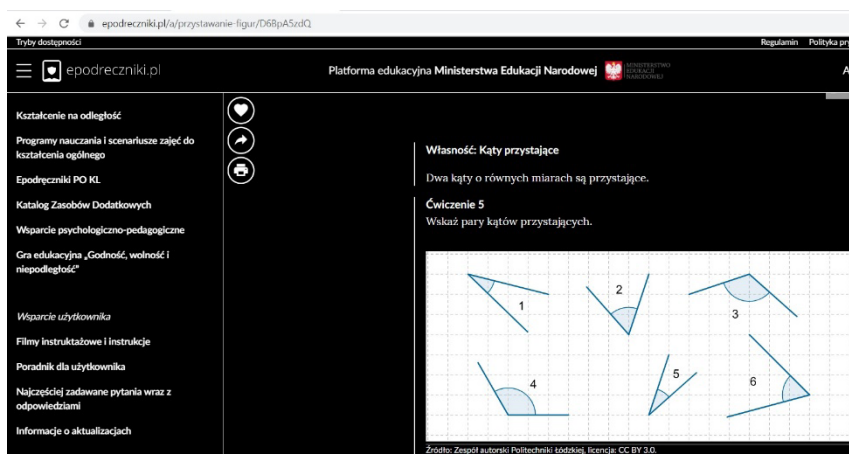 epodreczniki.pl/a/przystawanie-figur/D6BpA5zdQ
Tryby dostępności
Regulamin Polityka pry
epodreczniki.pl
Platforma edukacyjna Ministerstwa Edukacji Narodowej
MINISTERSTWO
EDUKACJI
NARODOWEJ
A
Kształcenie na odległość
Programy nauczania i scenariusze zajęć do
kształcenia ogólnego
Epodręczniki PO KL
Katalog Zasobów Dodatkowych
Wsparcie psychologiczno-pedagogiczne
Gra edukacyjna „Godność, wolność i
niepodległość”
Wsparcie użytkownika
Filmy instruktażowe i instrukcje
Poradnik dla użytkownika
Najczęściej zadawane pytania wraz z
odpowiedziami
Informacje o aktualizacjach
Własność: Kąty przystające
Dwa kąty o równych miarach są przystające.
Ćwiczenie 5
Wskaż pary kątów przystających.
1
2
3
4
5
6
Źródło: Zespół autorski Politechniki Łódzkiej, licencja: CC BY 3.0.